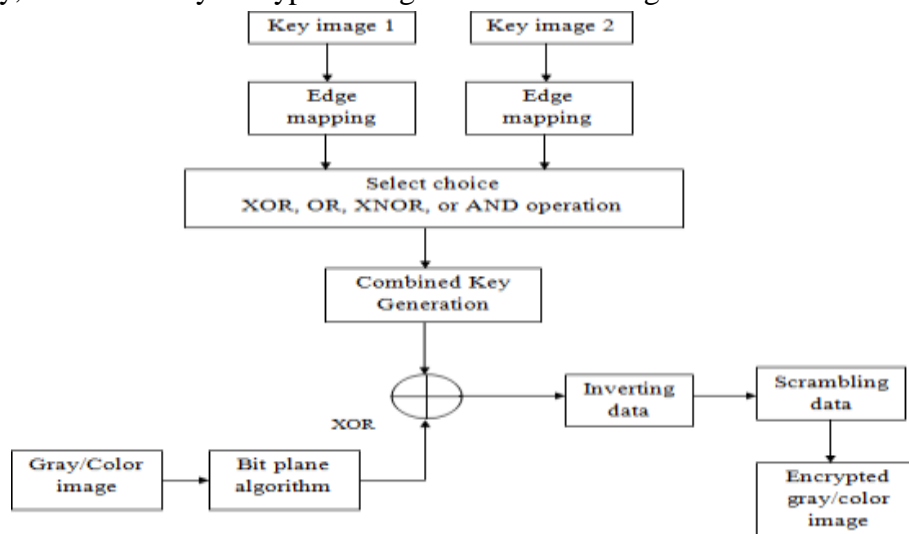 Key image 1
Key image 2
Edge
mapping
Edge
mapping
Select choice
XOR, OR, XNOR, or AND operation
Combined Key
Generation
XOR
Inverting
data
Scrambling
data
Gray/Color
image
Bit plane
algorithm
Encrypted
gray/color
image